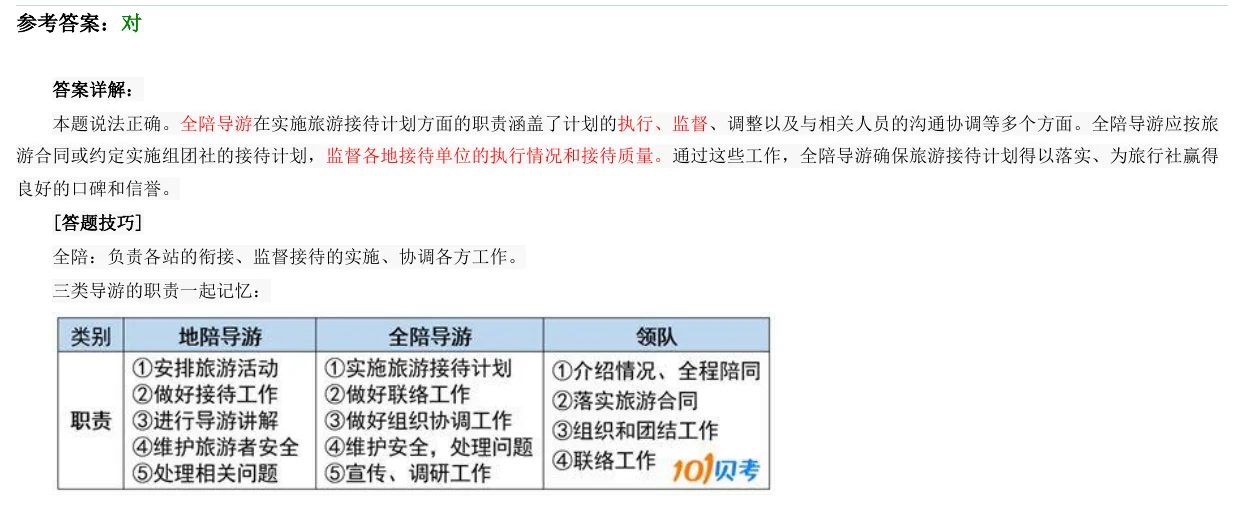 参考答案：对
答案详解：
本题说法正确。全陪导游在实施旅游接待计划方面的职责涵盖了计划的执行、监督、调整以及与相关人员的沟通协调等多个方面。全陪导游应按旅
游合同或约定实施组团社的接待计划，监督各地接待单位的执行情况和接待质量。通过这些工作，全陪导游确保旅游接待计划得以落实、为旅行社赢得
良好的口碑和信誉。
[答题技巧]
全陪：负责各站的衔接、监督接待的实施、协调各方工作。
三类导游的职责一起记忆：
类别 地陪导游 全陪导游 领队
职责
①安排旅游活动
②做好接待工作
③进行导游讲解
④维护旅游者安全
⑤处理相关问题
①实施旅游接待计划
②做好联络工作
③做好组织协调工作
④维护安全，处理问题
⑤宣传、调研工作
①介绍情况、全程陪同
②落实旅游合同
③组织和团结工作
④联络工作
101贝考